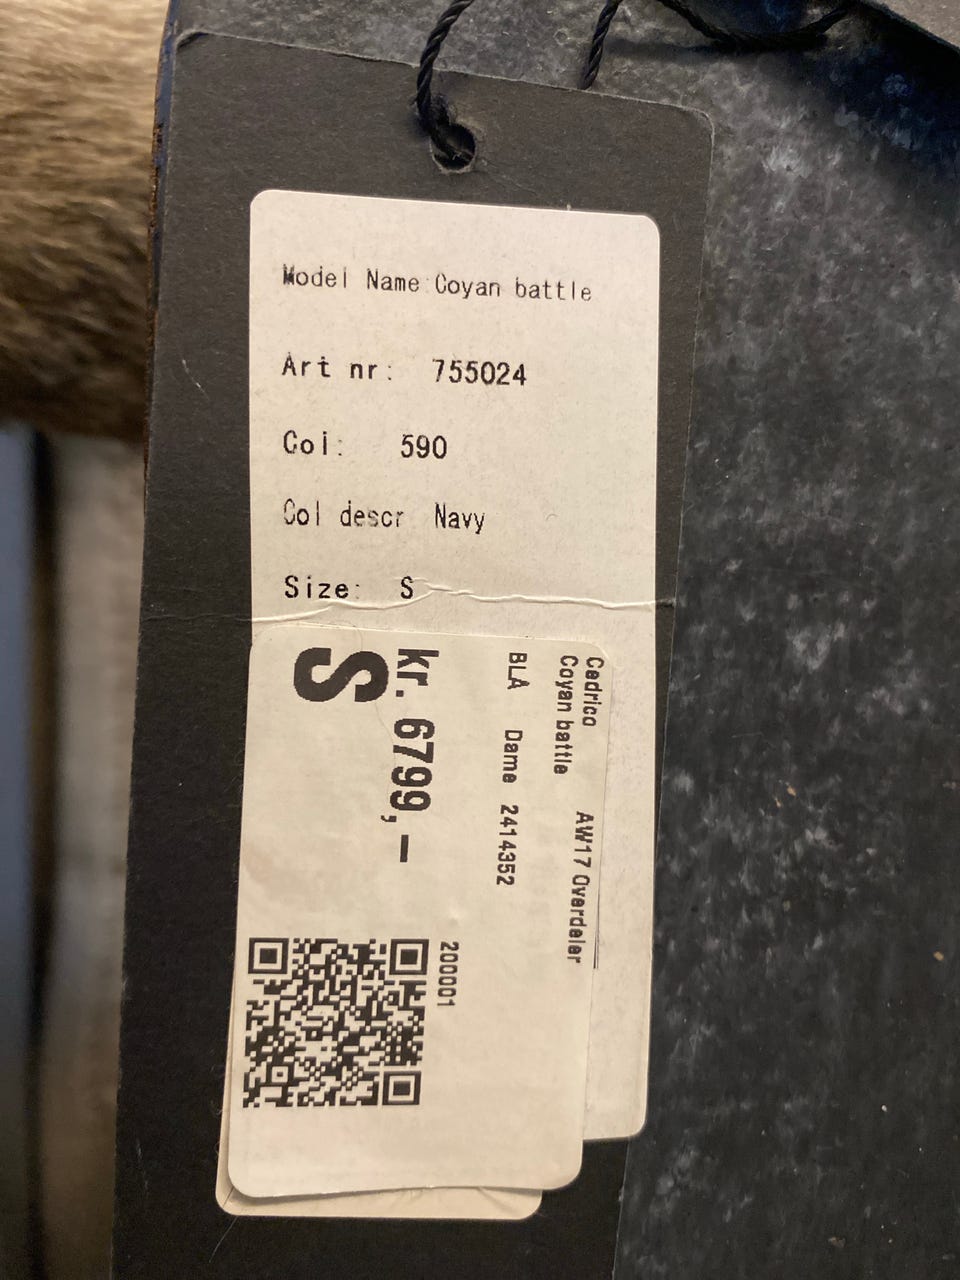 Model Name:Coyan battle
Art nr: 755024
Col: 590
Col descr Navy
Size: S
Cedrico AW17 Overdeler
Coyan battle
BLÅ Dame 2414352
kr. 6799,–
S
200001